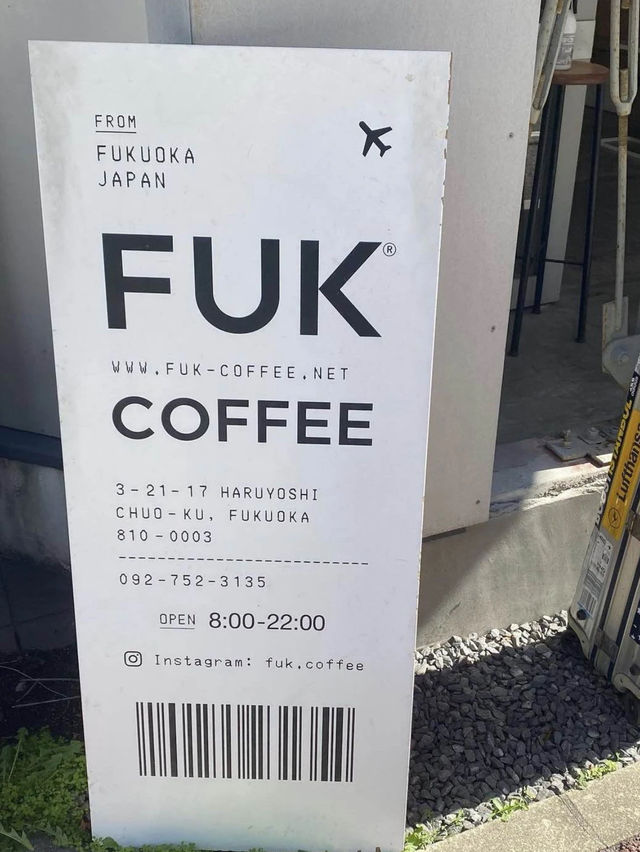 FROM
FUKUOKA
JAPAN
FUK®
WWW.FUK-COFFEE.NET
COFFEE
3-21-17 HARUYOSHI
CHUO-KU, FUKUOKA
810-0003
092-752-3135
OPEN 8:00-22:00
Instagram: fuk.coffee
Lufthansa